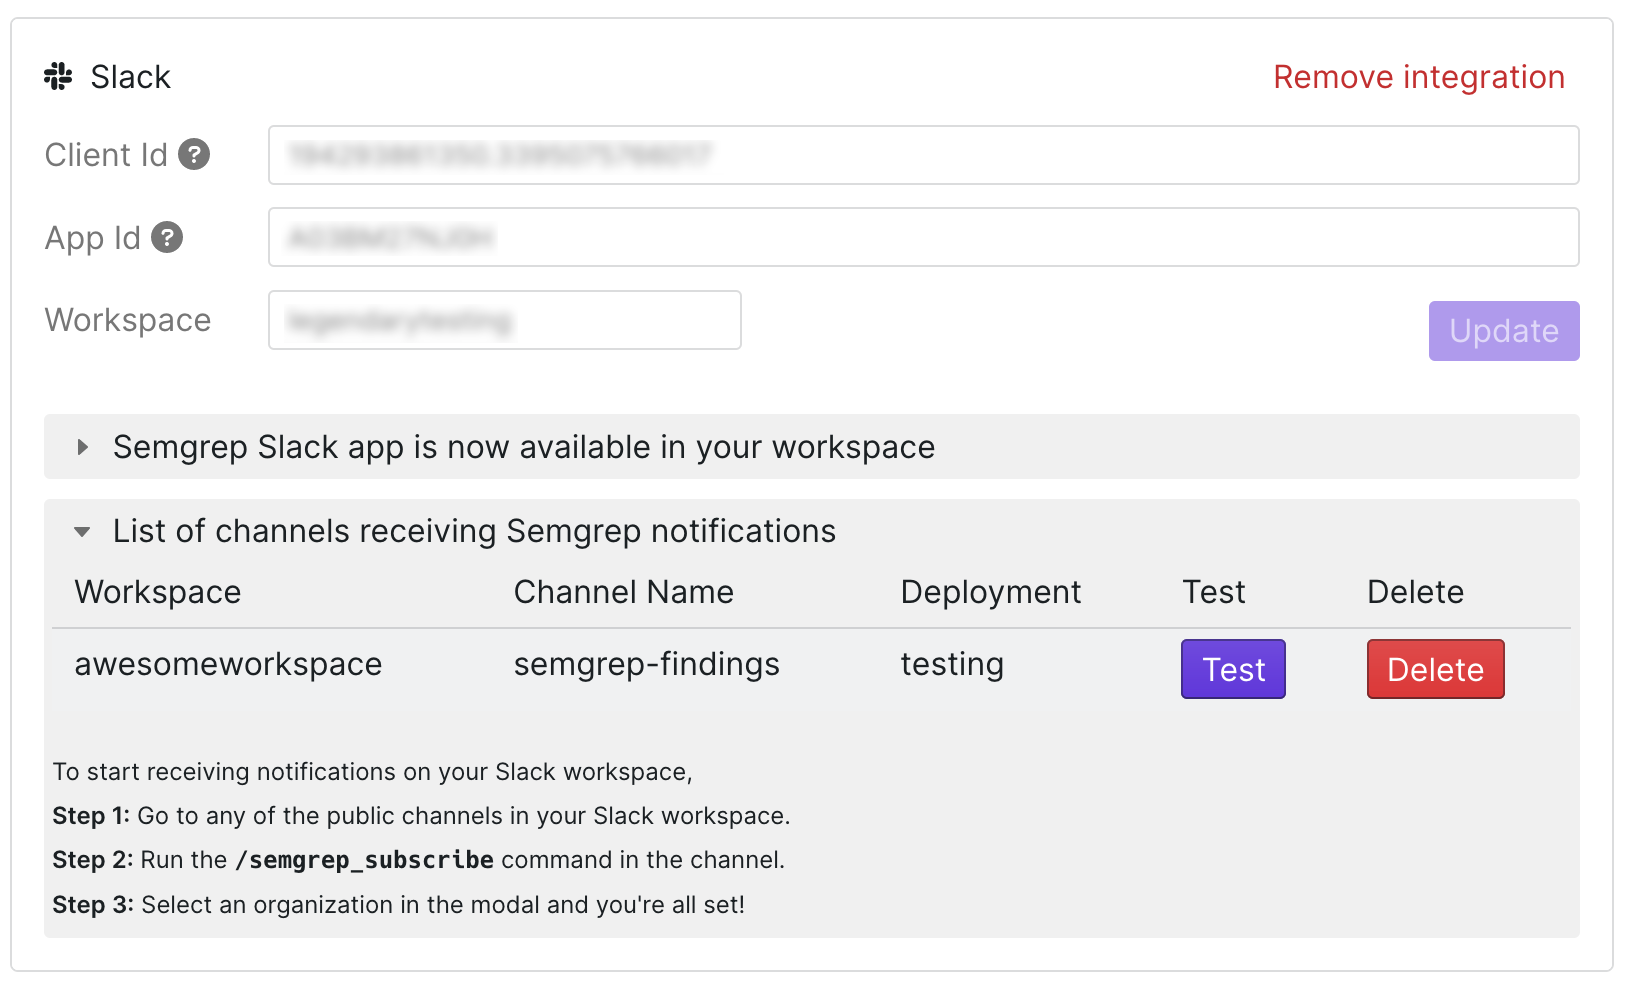 Slack
Remove integration
Client Id ?
App Id ?
Workspace
Update
Semgrep Slack app is now available in your workspace
List of channels receiving Semgrep notifications
Workspace Channel Name Deployment Test Delete
awesomeworkspace semgrep-findings testing Test Delete
To start receiving notifications on your Slack workspace,
Step 1: Go to any of the public channels in your Slack workspace.
Step 2: Run the /semgrep_subscribe command in the channel.
Step 3: Select an organization in the modal and you're all set!